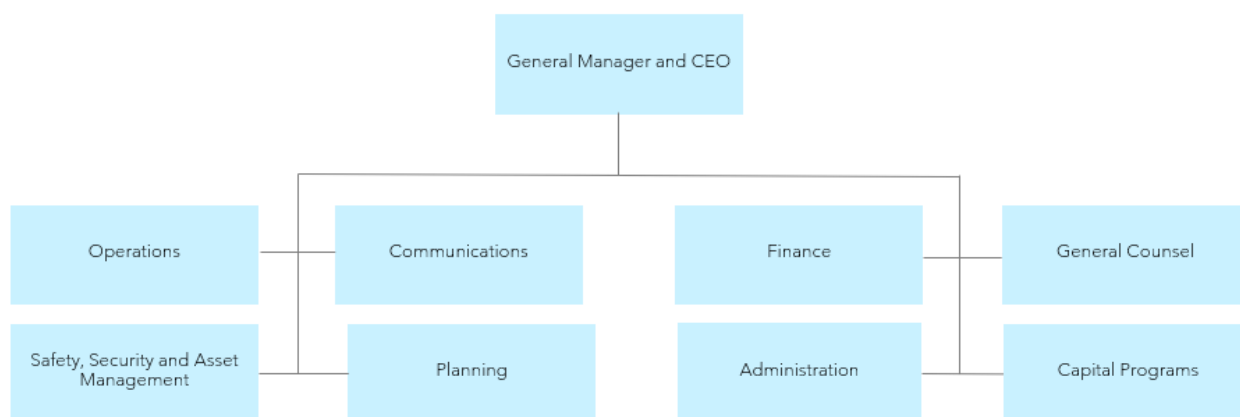 General Manager and CEO
Operations
Communications
Finance
General Counsel
Safety, Security and Asset
Management
Planning
Administration
Capital Programs